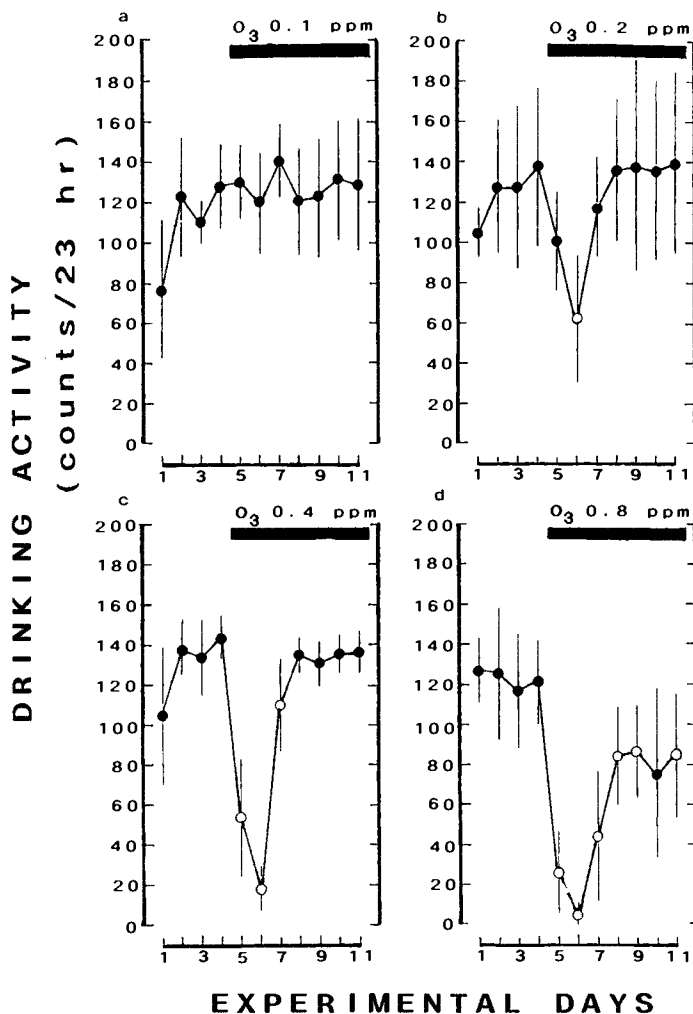 a
O3 0.1 ppm
200
180
160
140
120
100
80
60
40
20
0
1 3 5 7 9 11
b
O3 0.2 ppm
200
180
160
140
120
100
80
60
40
20
0
1 3 5 7 9 11
c
O3 0.4 ppm
200
180
160
140
120
100
80
60
40
20
0
1 3 5 7 9 11
d
O3 0.8 ppm
200
180
160
140
120
100
80
60
40
20
0
1 3 5 7 9 11
DRINKING ACTIVITY
(counts/23 hr)
EXPERIMENTAL DAYS